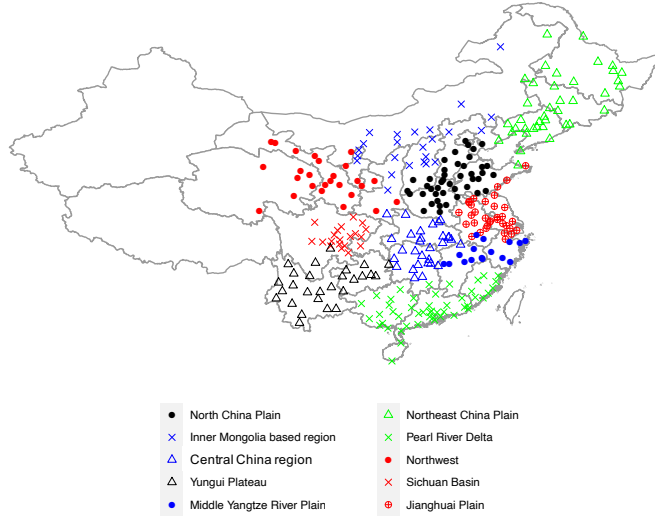 North China Plain
Inner Mongolia based region
Central China region
Yungui Plateau
Middle Yangtze River Plain
Northeast China Plain
Pearl River Delta
Northwest
Sichuan Basin
Jianghuai Plain